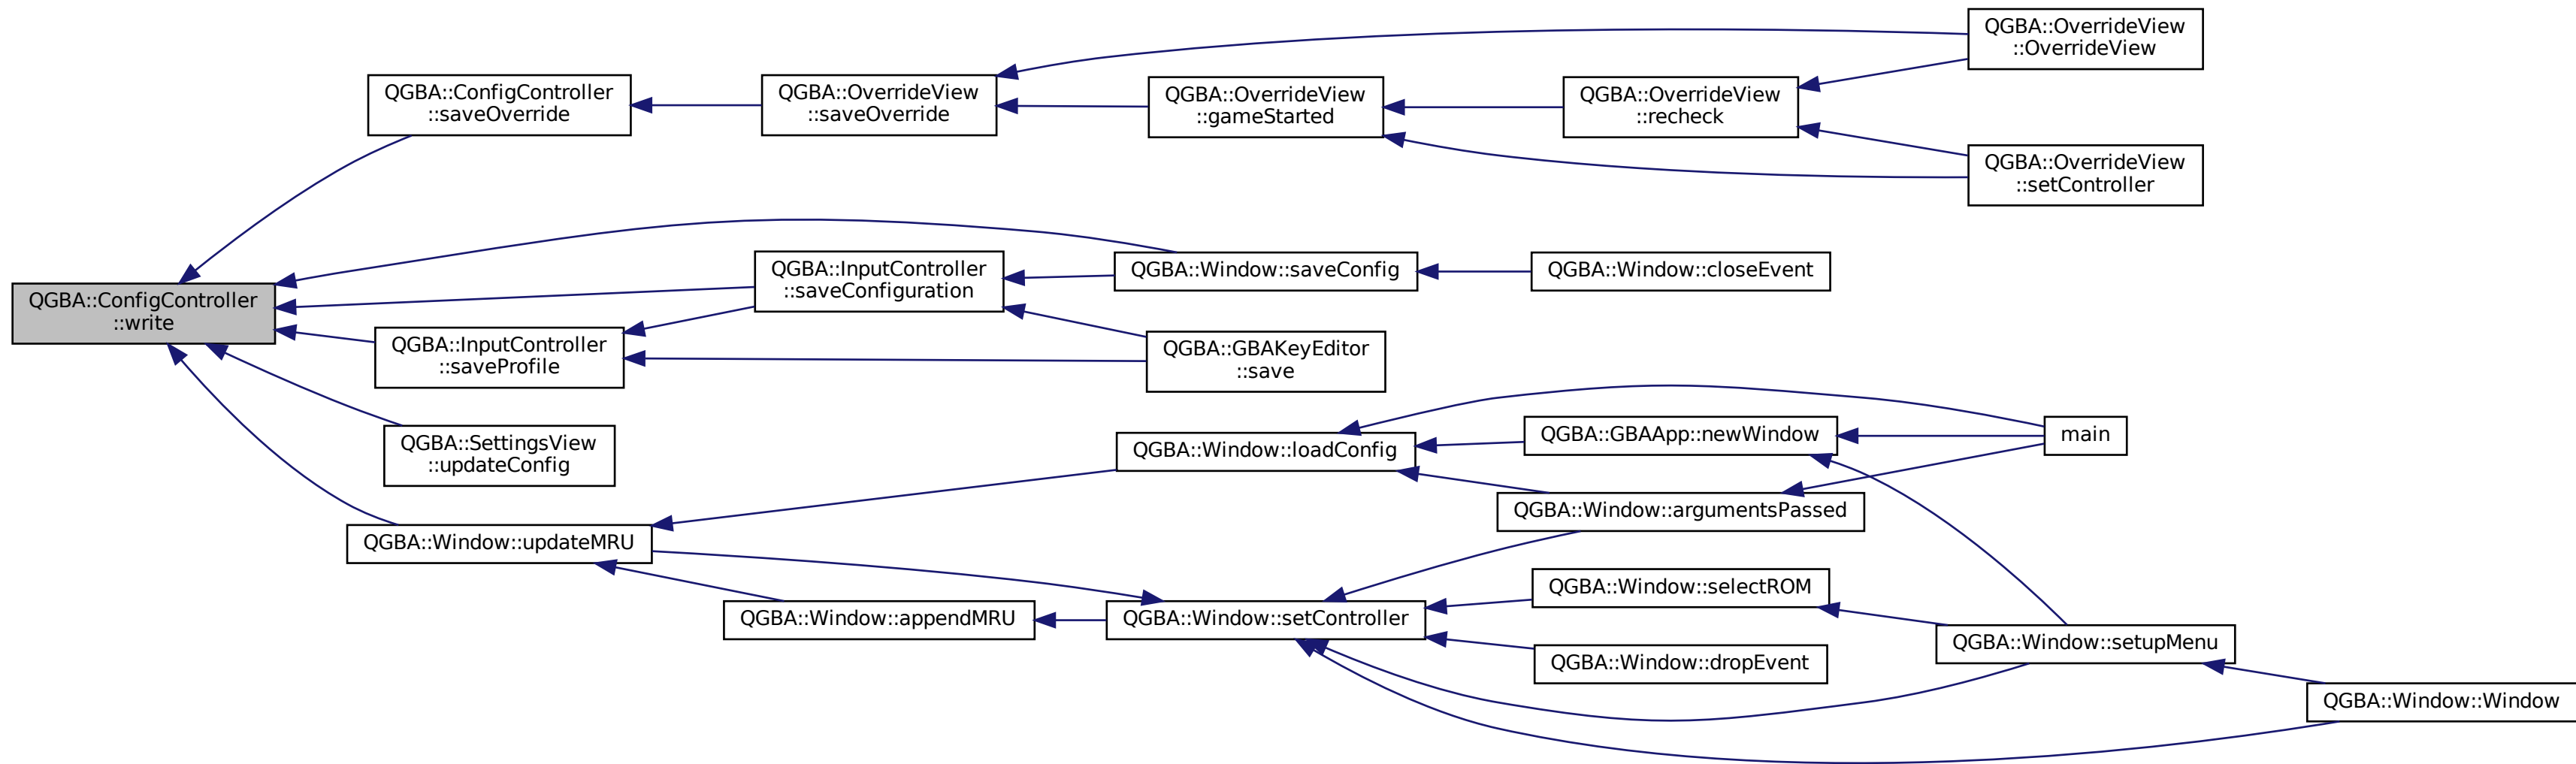 QGBA::OverrideView
::OverrideView
QGBA::ConfigController
::saveOverride
QGBA::OverrideView
::saveOverride
QGBA::OverrideView
::gameStarted
QGBA::OverrideView
::recheck
QGBA::OverrideView
::setController
QGBA::ConfigController
::write
QGBA::InputController
::saveConfiguration
QGBA::Window::saveConfig
QGBA::Window::closeEvent
QGBA::InputController
::saveProfile
QGBA::GBAKeyEditor
::save
QGBA::SettingsView
::updateConfig
QGBA::Window::loadConfig
QGBA::GBAApp::newWindow
main
QGBA::Window::argumentsPassed
QGBA::Window::updateMRU
QGBA::Window::appendMRU
QGBA::Window::setController
QGBA::Window::selectROM
QGBA::Window::dropEvent
QGBA::Window::setupMenu
QGBA::Window::Window